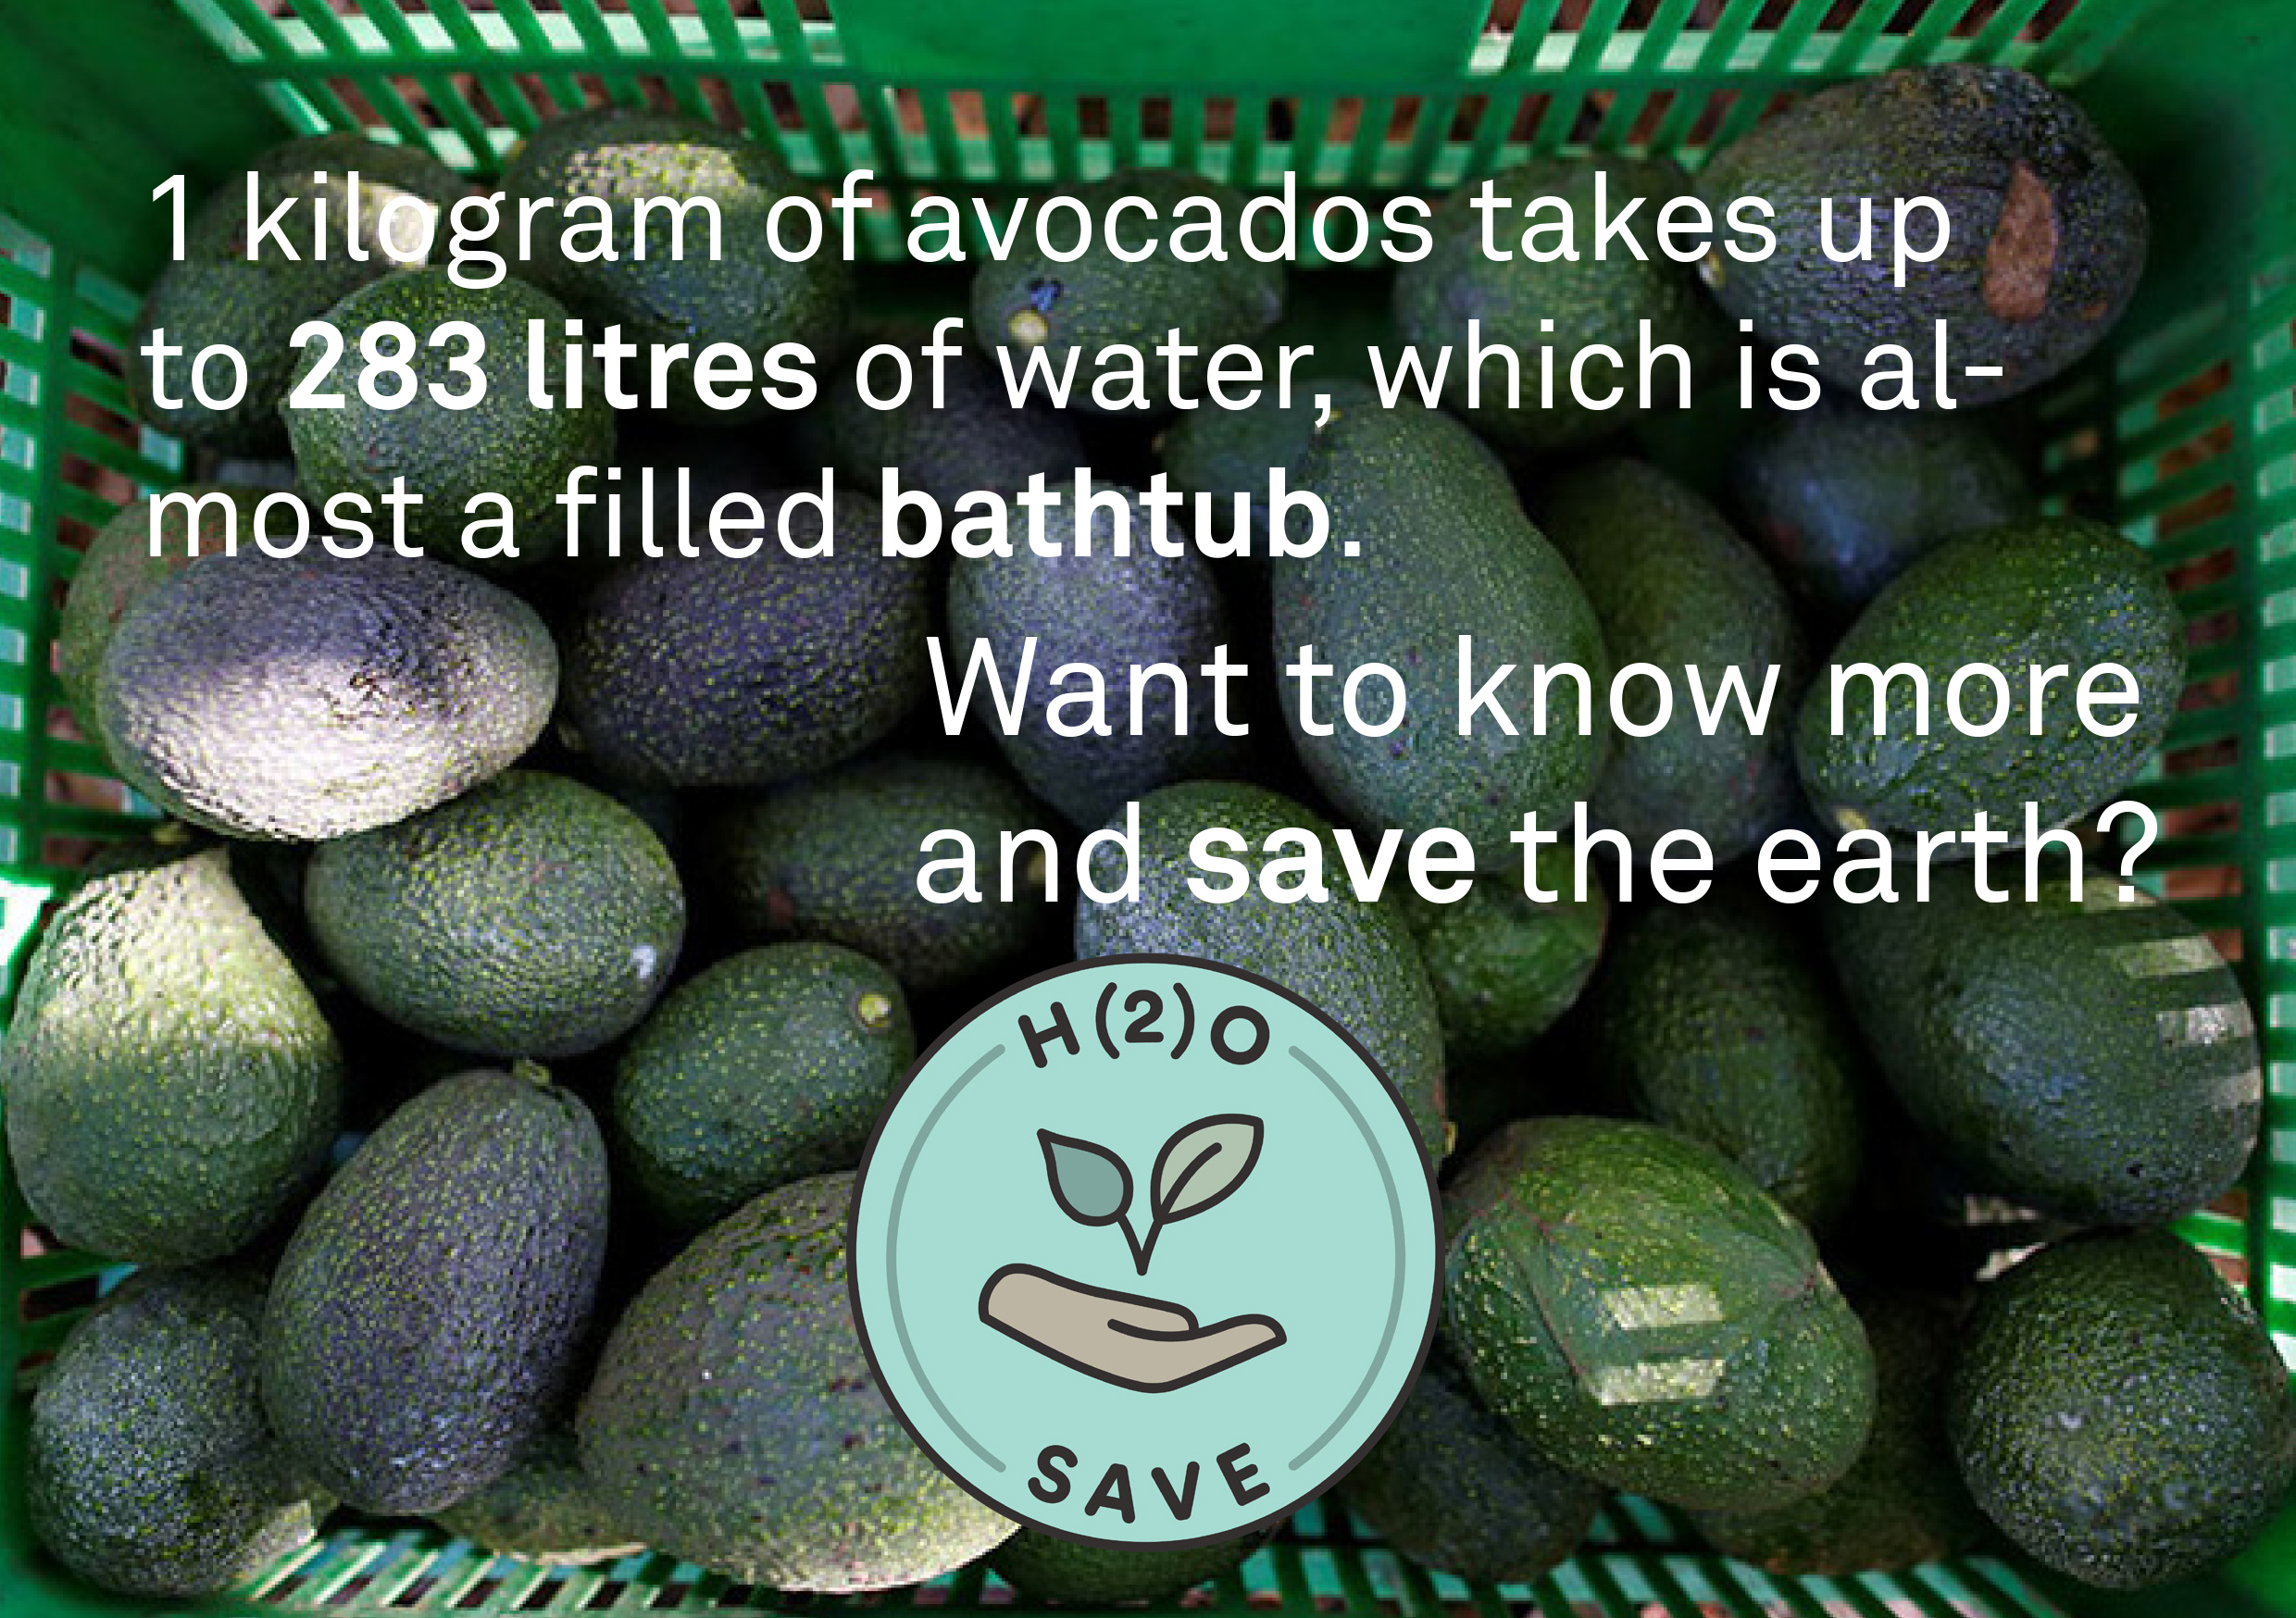 1 kilogram of avocados takes up
to 283 litres of water, which is al-
most a filled bathtub.
Want to know more
and save the earth?
H(2)O
SAVE